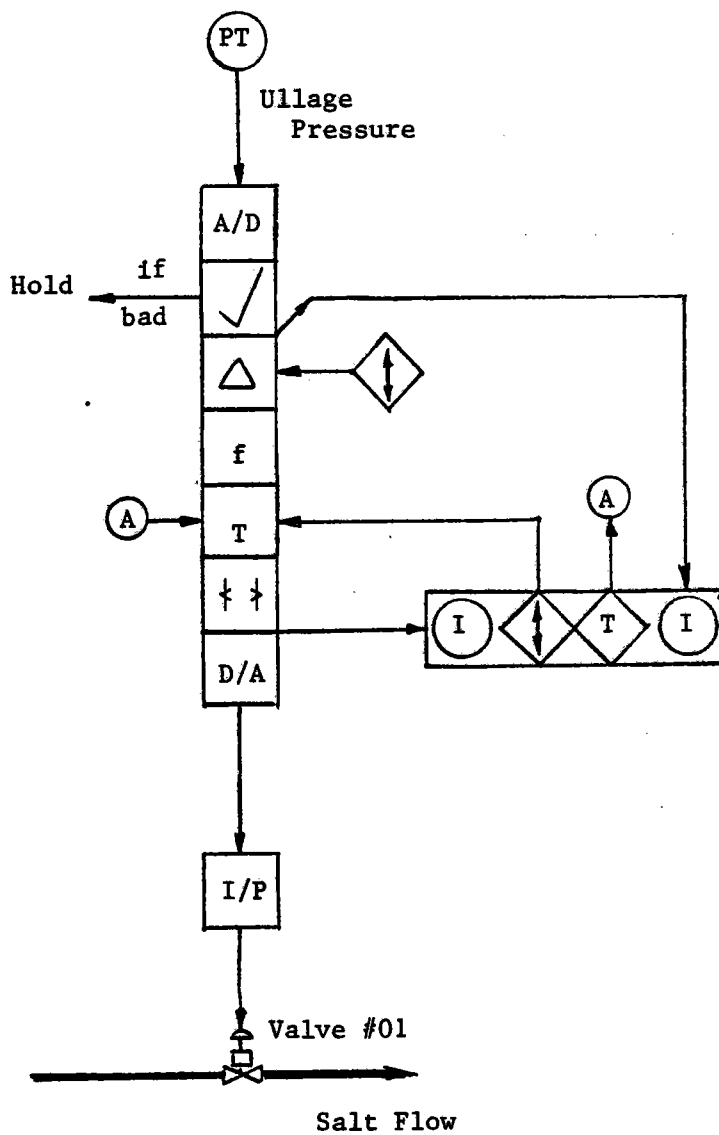 PT
Ullage
Pressure
A/D
if
Hold
bad
△
f
A
T
A
< >
I
T
I
D/A
I/P
Valve #01
Salt Flow